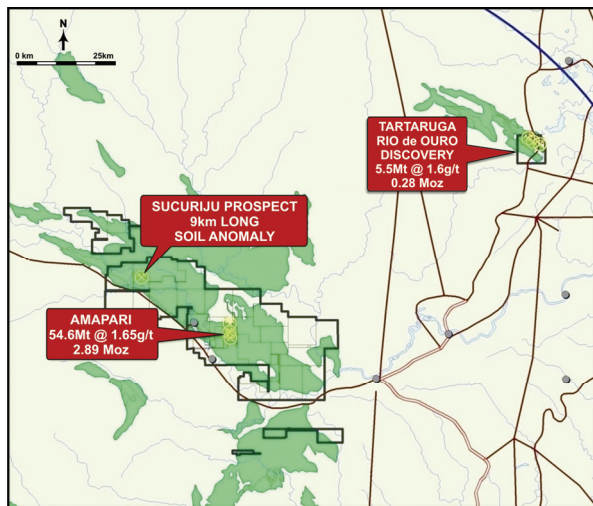 N
0 km 25km
TARTARUGA
RIO de OURO
DISCOVERY
5.5Mt @ 1.6g/t
0.28 Moz
SUCURIJU PROSPECT
9km LONG
SOIL ANOMALY
AMAPARI
54.6Mt @ 1.65g/t
2.89 Moz